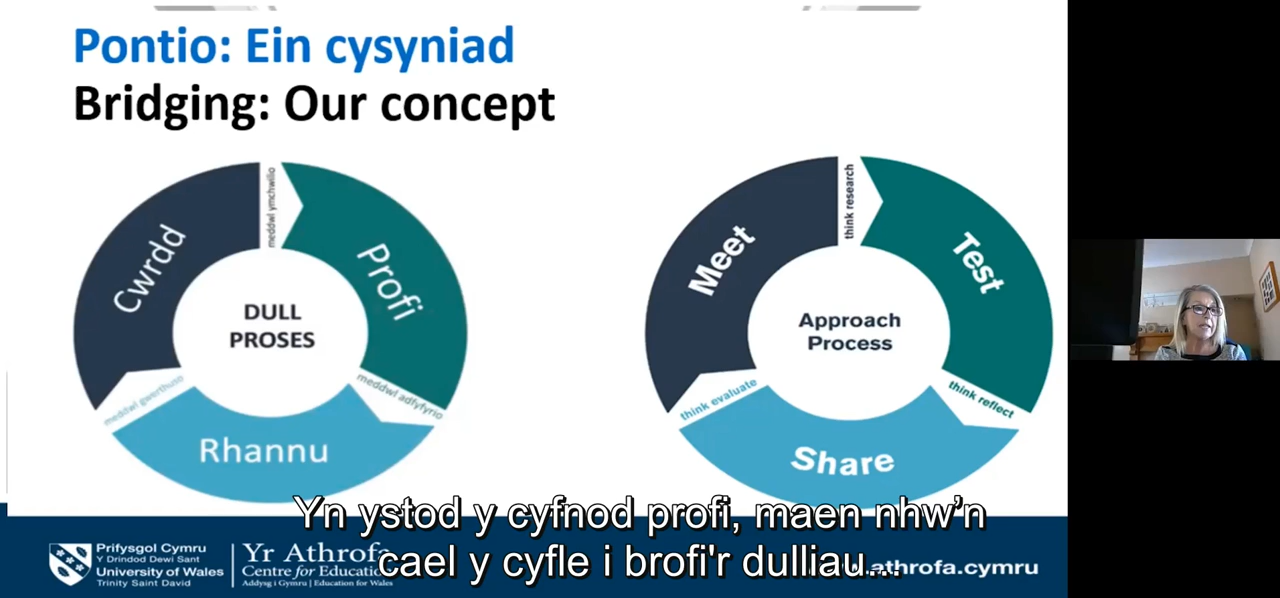 Pontio: Ein cysyniad
Bridging: Our concept
Cwrdd
meddwl ymchwilio
Profi
DULL
PROSES
meddwl gwerthuso
meddwl adfyfyrio
Rhannu
Meet
think research
Test
Approach
Process
think evaluate
think reflect
Share
Yn ystod y cyfnod profi, maen nhw'n
cael y cyfle i brofi'r dulliau...
Prifysgol Cymru
Y Drindod Dewi Sant
University of Wales
Trinity Saint David
Yr Athrofa
Centre for Education
Addysg i Gymru | Education for Wales
.athrofa.cymru